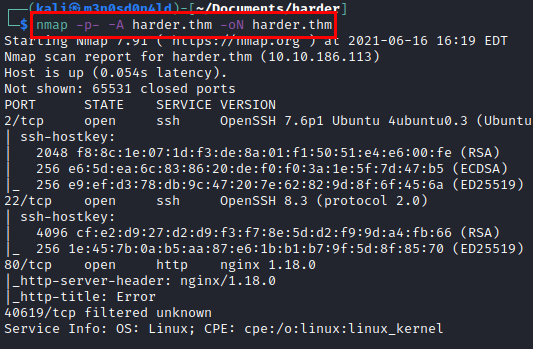 (kali㉿m3n0sd0n4ld)-[~/Documents/harder]
$ nmap -p- -A harder.thm -oN harder.thm
Starting Nmap 7.91 ( https://nmap.org ) at 2021-06-16 16:19 EDT
Nmap scan report for harder.thm (10.10.186.113)
Host is up (0.054s latency).
Not shown: 65531 closed ports
PORT      STATE    SERVICE VERSION
2/tcp     open     ssh     OpenSSH 7.6p1 Ubuntu 4ubuntu0.3 (Ubuntu
| ssh-hostkey:
|   2048 f8:8c:1e:07:1d:f3:de:8a:01:f1:50:51:e4:e6:00:fe (RSA)
|   256 e6:5d:ea:6c:83:86:20:de:f0:f0:3a:1e:5f:7d:47:b5 (ECDSA)
|_  256 e9:ef:d3:78:db:9c:47:20:7e:62:82:9d:8f:6f:45:6a (ED25519)
22/tcp    open     ssh     OpenSSH 8.3 (protocol 2.0)
| ssh-hostkey:
|   4096 cf:e2:d9:27:d2:d9:f3:f7:8e:5d:d2:f9:9d:a4:fb:66 (RSA)
|_  256 1e:45:7b:0a:b5:aa:87:e6:1b:b1:b7:9f:5d:8f:85:70 (ED25519)
80/tcp    open     http    nginx 1.18.0
|_http-server-header: nginx/1.18.0
|_http-title: Error
40619/tcp filtered unknown
Service Info: OS: Linux; CPE: cpe:/o:linux:linux_kernel